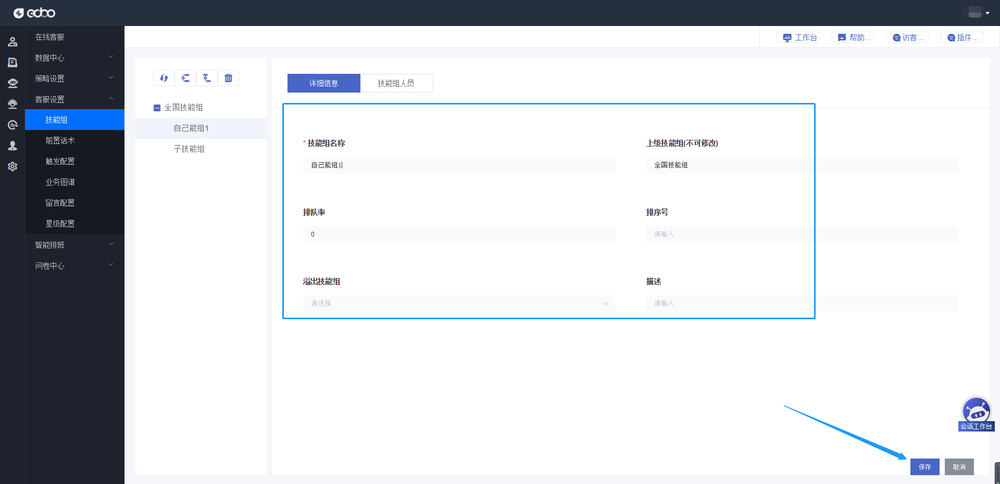 ecbo
工作台
帮助...
访客...
插件...
在线客服
数据中心
策略设置
客服设置
技能组
前置话术
触发配置
业务图谱
留言配置
星级配置
智能排班
问卷中心
全国技能组
自己能组1
子技能组
详细信息
技能组人员
* 技能组名称
上级技能组(不可修改)
自己能组1
全国技能组
排队率
排序号
0
请输入
溢出技能组
描述
请选择
请输入
会话工作台
保存
取消